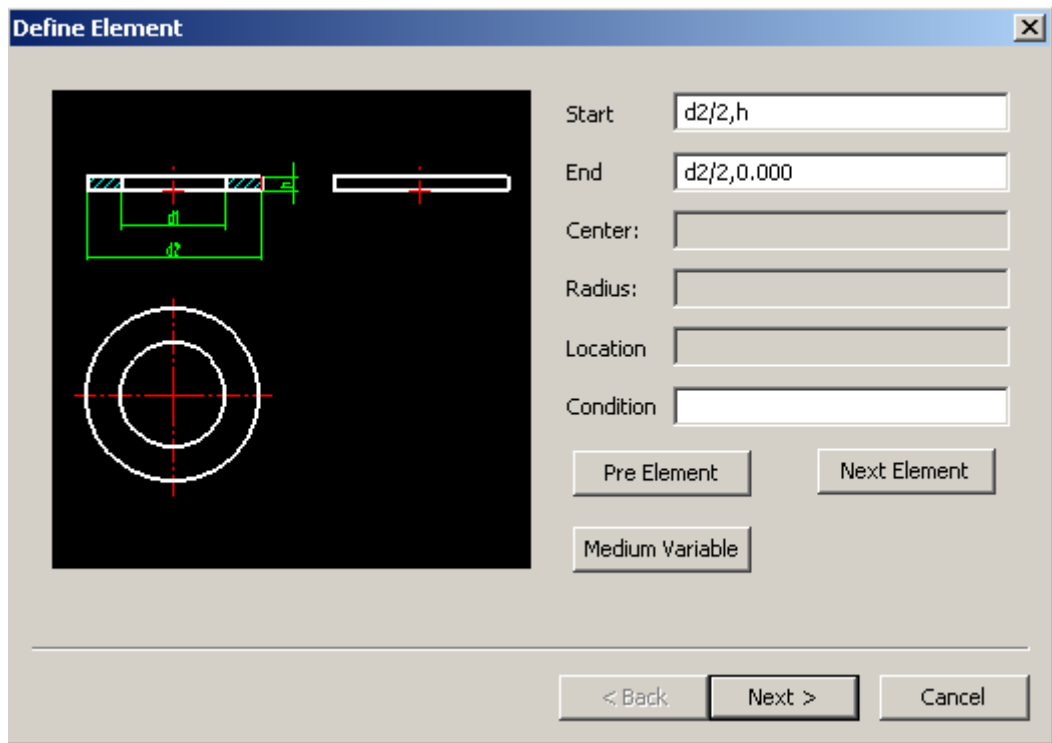 Define Element
Start d2/2,h
End d2/2,0.000
Center:
Radius:
Location
Condition
h
d1
d2
Pre Element Next Element
Medium Variable
< Back Next > Cancel